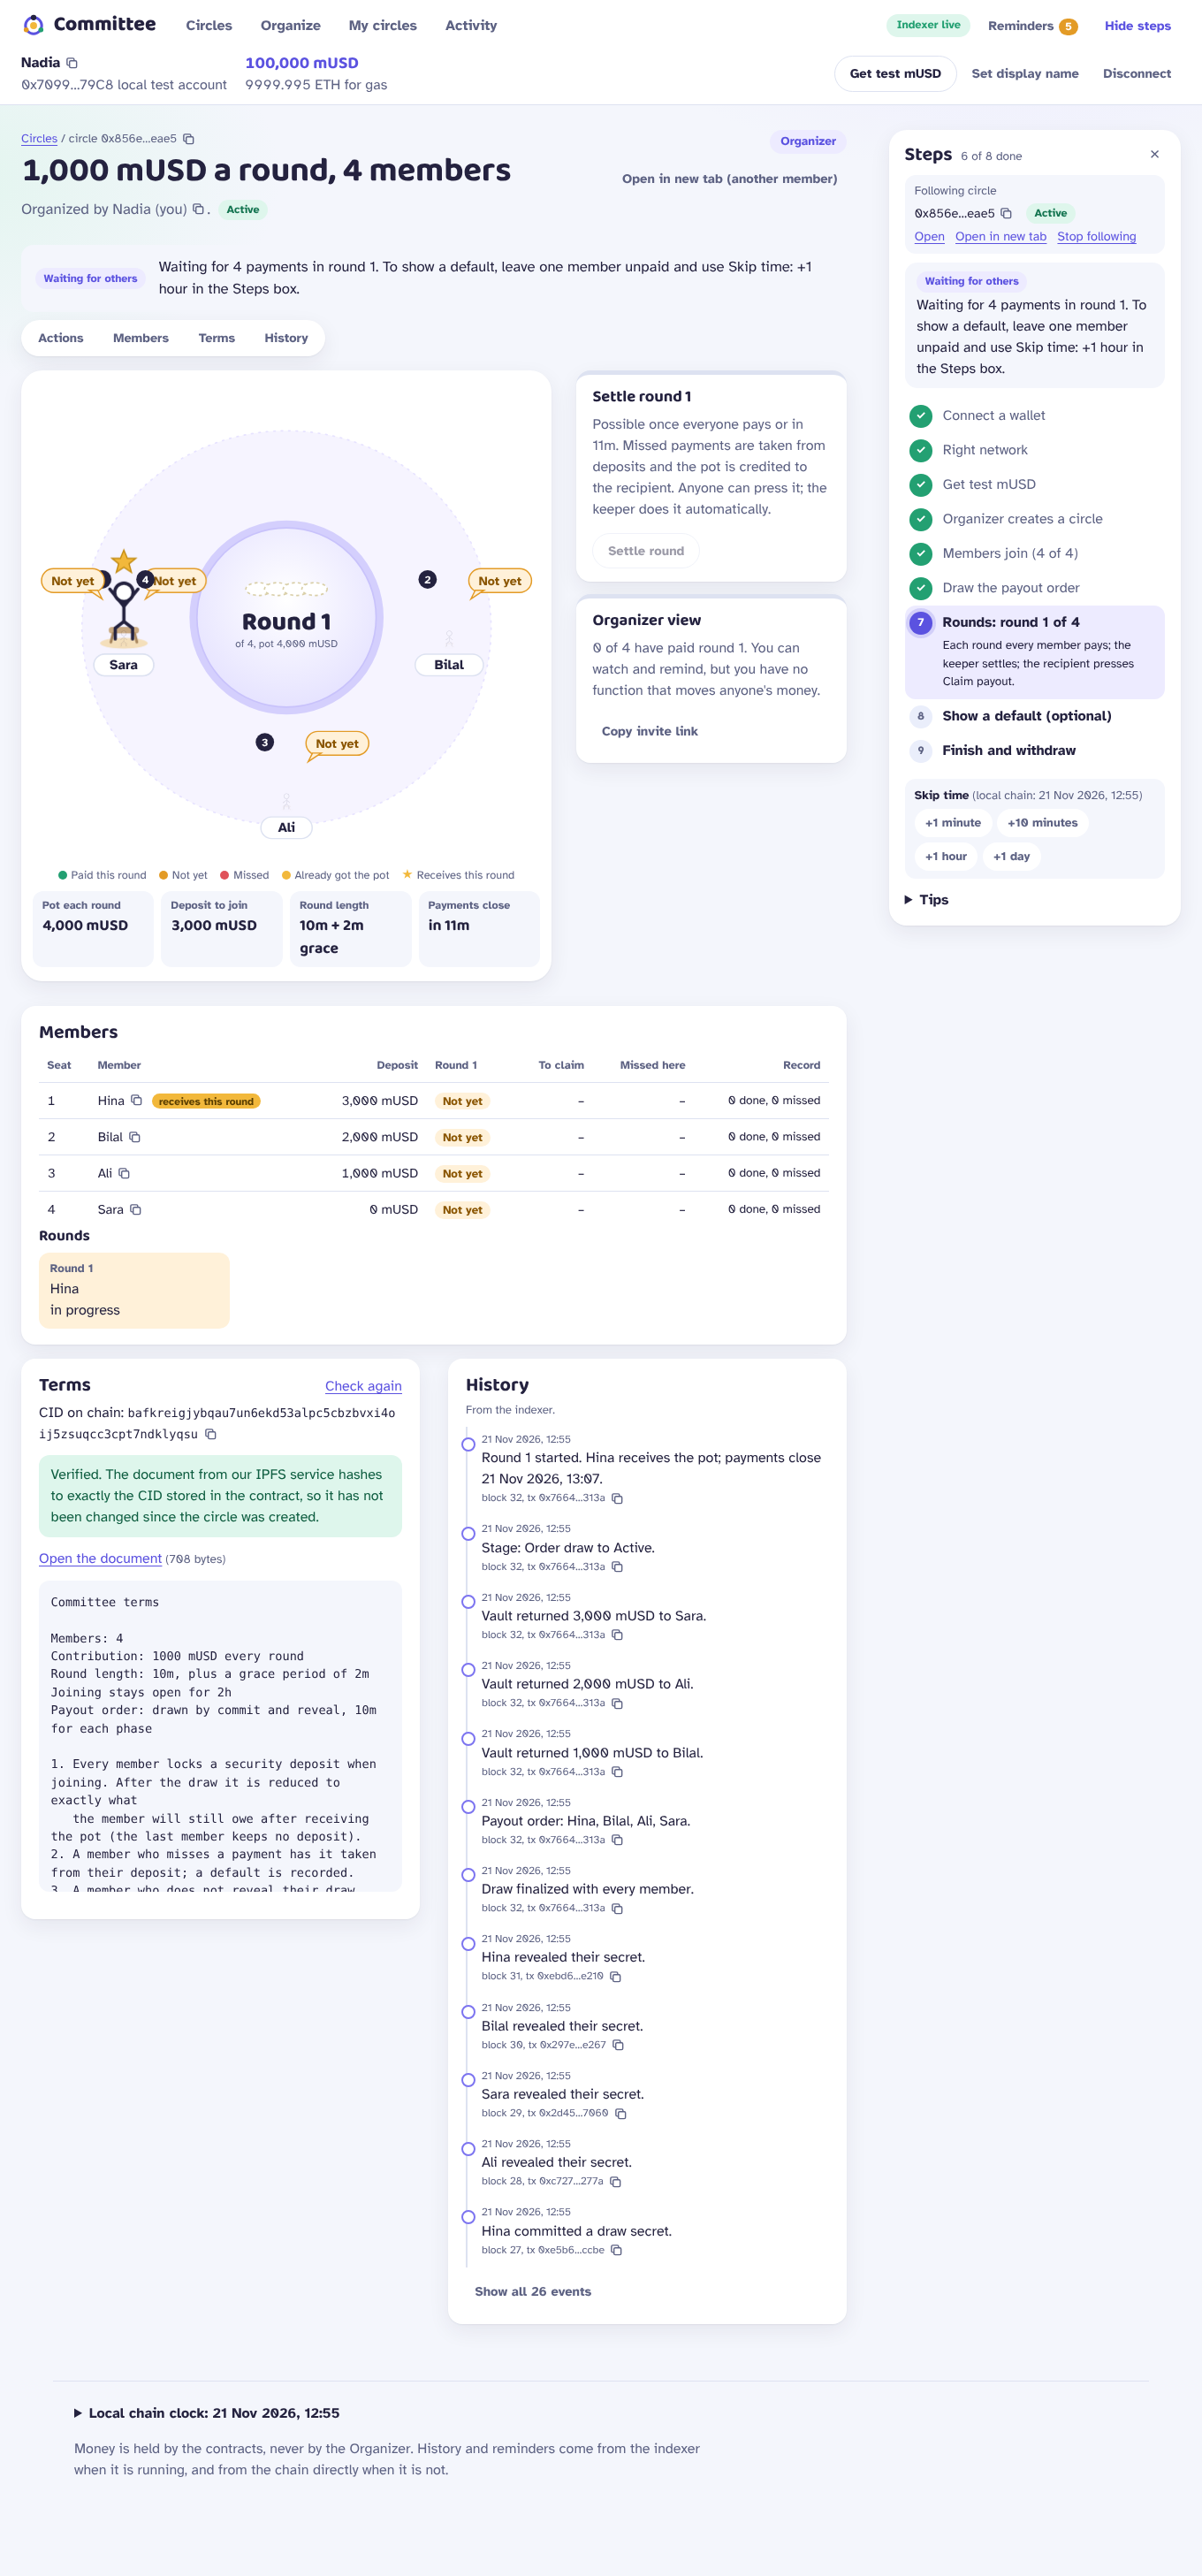 Committee
Circles
Organize
My circles
Activity
Indexer live
Reminders 5
Hide steps
Nadia
0x7099...79C8 local test account
100,000 mUSD
9999.995 ETH for gas
Get test mUSD
Set display name
Disconnect
Circles / circle 0x856e...eae5
1,000 mUSD a round, 4 members
Organized by Nadia (you) .
Active
Organizer
Open in new tab (another member)
Waiting for others
Waiting for 4 payments in round 1. To show a default, leave one member unpaid and use Skip time: +1
hour in the Steps box.
Actions
Members
Terms
History
Not yet
4
Not yet
Sara
2
Not yet
Bilal
Round 1
of 4, pot 4,000 mUSD
3
Not yet
Ali
Paid this round
Not yet
Missed
Already got the pot
Receives this round
Pot each round
4,000 mUSD
Deposit to join
3,000 mUSD
Round length
10m + 2m
grace
Payments close
in 11m
Settle round 1
Possible once everyone pays or in
11m. Missed payments are taken from
deposits and the pot is credited to
the recipient. Anyone can press it; the
keeper does it automatically.
Settle round
Organizer view
0 of 4 have paid round 1. You can
watch and remind, but you have no
function that moves anyone's money.
Copy invite link
Steps 6 of 8 done
Following circle
0x856e...eae5
Active
Open
Open in new tab
Stop following
Waiting for others
Waiting for 4 payments in round 1. To
show a default, leave one member
unpaid and use Skip time: +1 hour in
the Steps box.
Connect a wallet
Right network
Get test mUSD
Organizer creates a circle
Members join (4 of 4)
Draw the payout order
7 Rounds: round 1 of 4
Each round every member pays; the
keeper settles; the recipient presses
Claim payout.
8 Show a default (optional)
9 Finish and withdraw
Skip time (local chain: 21 Nov 2026, 12:55)
+1 minute
+10 minutes
+1 hour
+1 day
Tips
Members
Seat Member Deposit Round 1 To claim Missed here Record
1 Hina receives this round 3,000 mUSD Not yet – – 0 done, 0 missed
2 Bilal 2,000 mUSD Not yet – – 0 done, 0 missed
3 Ali 1,000 mUSD Not yet – – 0 done, 0 missed
4 Sara 0 mUSD Not yet – – 0 done, 0 missed
Rounds
Round 1
Hina
in progress
Terms
Check again
CID on chain: bafkreigjybqau7un6ekd53alpc5cbzbvxi4o
ij5zsuqcc3cpt7ndklyqsu
Verified. The document from our IPFS service hashes
to exactly the CID stored in the contract, so it has not
been changed since the circle was created.
Open the document (708 bytes)
Committee terms
Members: 4
Contribution: 1000 mUSD every round
Round length: 10m, plus a grace period of 2m
Joining stays open for 2h
Payout order: drawn by commit and reveal, 10m
for each phase
1. Every member locks a security deposit when
joining. After the draw it is reduced to
exactly what
the member will still owe after receiving
the pot (the last member keeps no deposit).
2. A member who misses a payment has it taken
from their deposit; a default is recorded.
3. A member who does not reveal their draw
History
From the indexer.
21 Nov 2026, 12:55
Round 1 started. Hina receives the pot; payments close
21 Nov 2026, 13:07.
block 32, tx 0x7664...313a
21 Nov 2026, 12:55
Stage: Order draw to Active.
block 32, tx 0x7664...313a
21 Nov 2026, 12:55
Vault returned 3,000 mUSD to Sara.
block 32, tx 0x7664...313a
21 Nov 2026, 12:55
Vault returned 2,000 mUSD to Ali.
block 32, tx 0x7664...313a
21 Nov 2026, 12:55
Vault returned 1,000 mUSD to Bilal.
block 32, tx 0x7664...313a
21 Nov 2026, 12:55
Payout order: Hina, Bilal, Ali, Sara.
block 32, tx 0x7664...313a
21 Nov 2026, 12:55
Draw finalized with every member.
block 32, tx 0x7664...313a
21 Nov 2026, 12:55
Hina revealed their secret.
block 31, tx 0xebd6...e210
21 Nov 2026, 12:55
Bilal revealed their secret.
block 30, tx 0x297e...e267
21 Nov 2026, 12:55
Sara revealed their secret.
block 29, tx 0x2d45...7060
21 Nov 2026, 12:55
Ali revealed their secret.
block 28, tx 0xc727...277a
21 Nov 2026, 12:55
Hina committed a draw secret.
block 27, tx 0xe5b6...ccbe
Show all 26 events
Local chain clock: 21 Nov 2026, 12:55
Money is held by the contracts, never by the Organizer. History and reminders come from the indexer
when it is running, and from the chain directly when it is not.